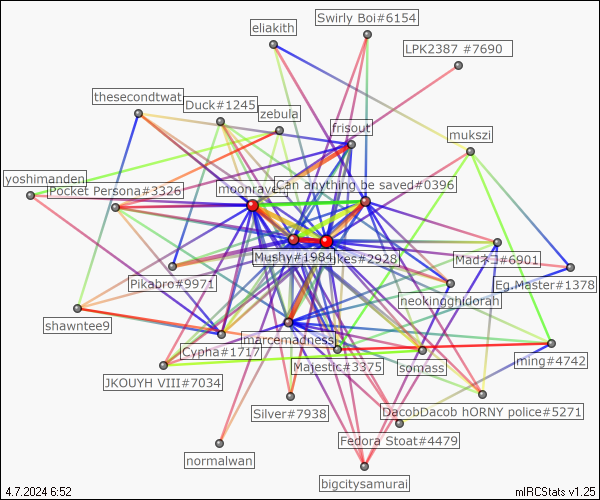 Swirly Boi#6154
eliakith
LPK2387 #7690
thesecondtwat
Duck#1245
zebula
frisout
mukszi
yoshimanden
Pocket Persona#3326
moonrave
Can anything be saved#0396
Mushy#1984
ikes#2928
Madネコ#6901
Pikabro#9971
Eg.Master#1378
neokingghidorah
shawntee9
marcemadness
Cypha#1717
Majestic#3375
somass
ming#4742
JKOUYH VIII#7034
Silver#7938
DacobDacob hORNY police#5271
Fedora Stoat#4479
normalwan
bigcitysamurai
4.7.2024 6:52
mIRCStats v1.25